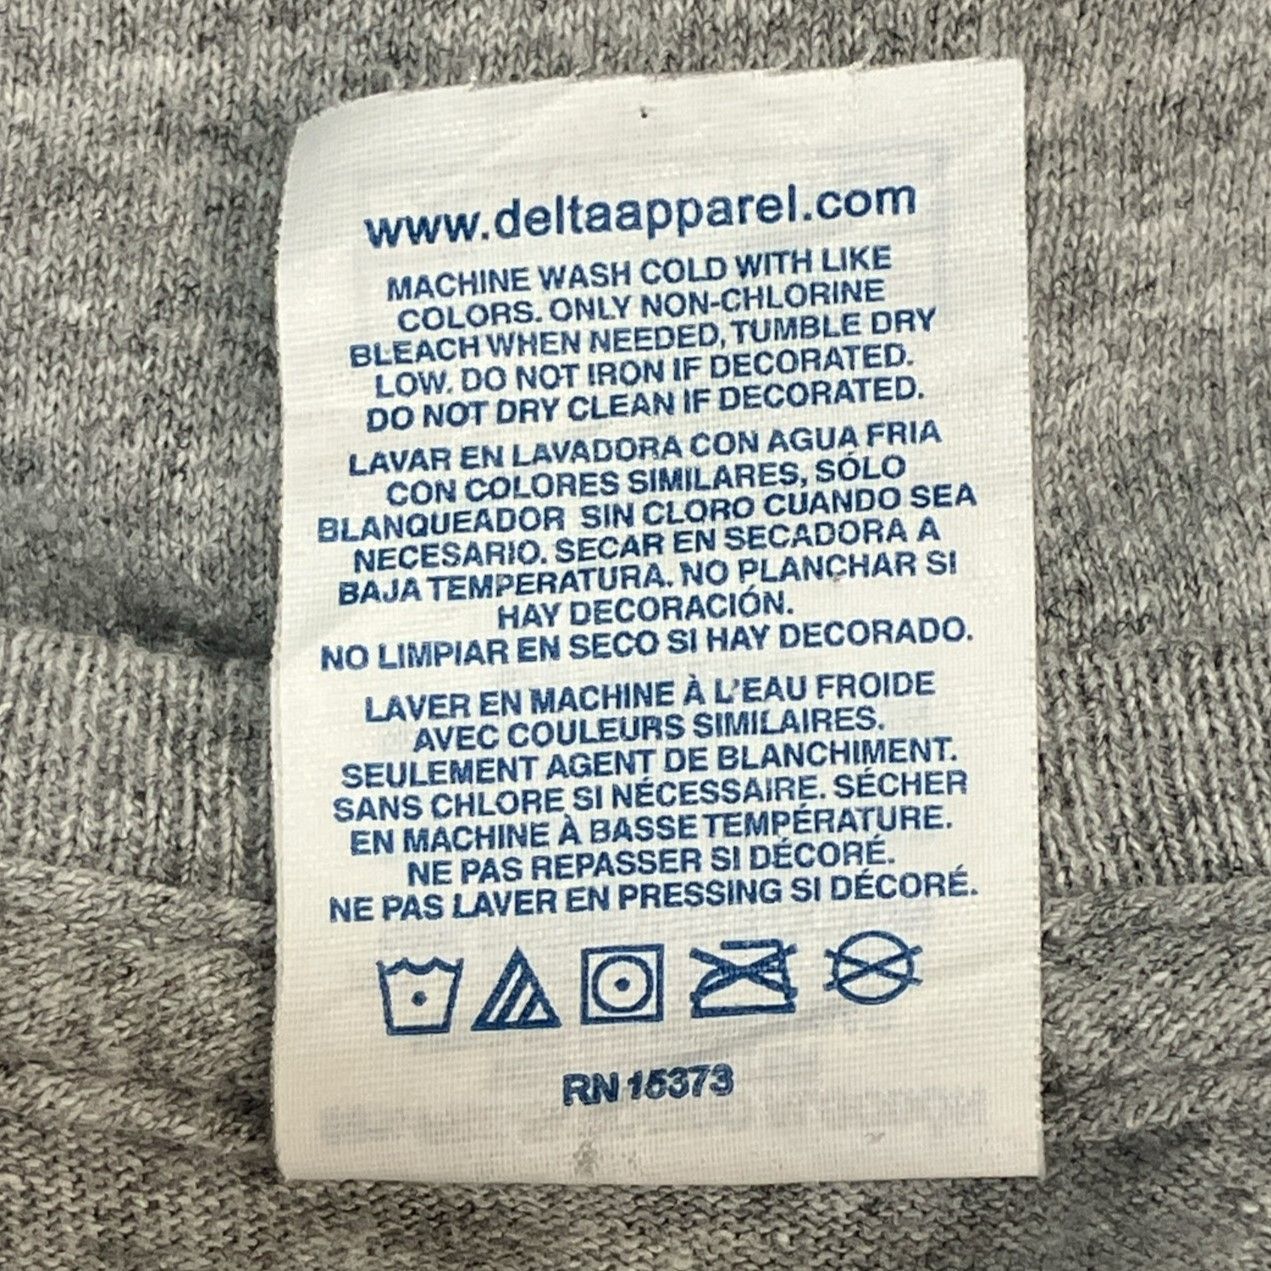 www.deltaapparel.com
MACHINE WASH COLD WITH LIKE
COLORS. ONLY NON-CHLORINE
BLEACH WHEN NEEDED, TUMBLE DRY
LOW. DO NOT IRON IF DECORATED.
DO NOT DRY CLEAN IF DECORATED.
LAVAR EN LAVADORA CON AGUA FRIA
CON COLORES SIMILARES, SÓLO
BLANQUEADOR SIN CLORO CUANDO SEA
NECESARIO. SECAR EN SECADORA A
BAJA TEMPERATURA. NO PLANCHAR SI
HAY DECORACIÓN.
NO LIMPIAR EN SECO SI HAY DECORADO.
LAVER EN MACHINE À L'EAU FROIDE
AVEC COULEURS SIMILAIRES.
SEULEMENT AGENT DE BLANCHIMENT.
SANS CHLORE SI NÉCESSAIRE. SÉCHER
EN MACHINE À BASSE TEMPÉRATURE.
NE PAS REPASSER SI DÉCORÉ.
NE PAS LAVER EN PRESSING SI DÉCORÉ.
RN 15373